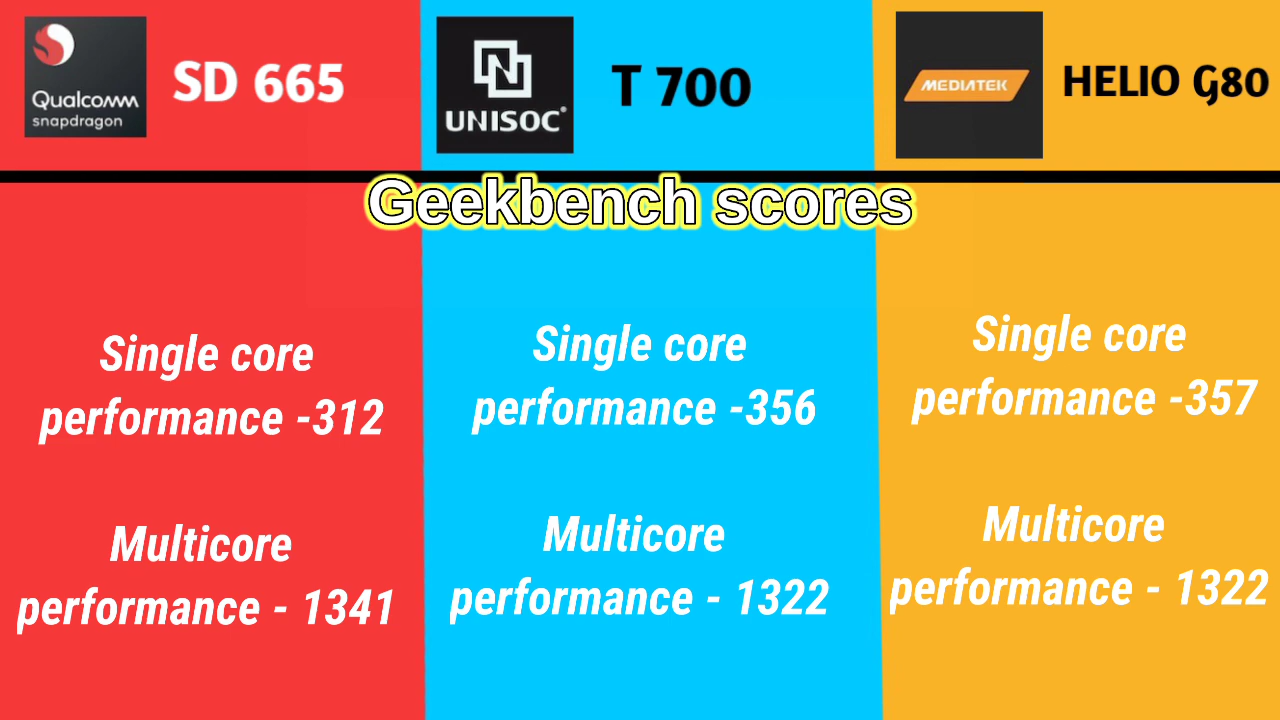 Qualcomm
snapdragon
SD 665
UNISOC®
T 700
MEDIATEK
HELIO G80
Geekbench scores
Single core
performance -312
Multicore
performance - 1341
Single core
performance -356
Multicore
performance - 1322
Single core
performance -357
Multicore
performance - 1322